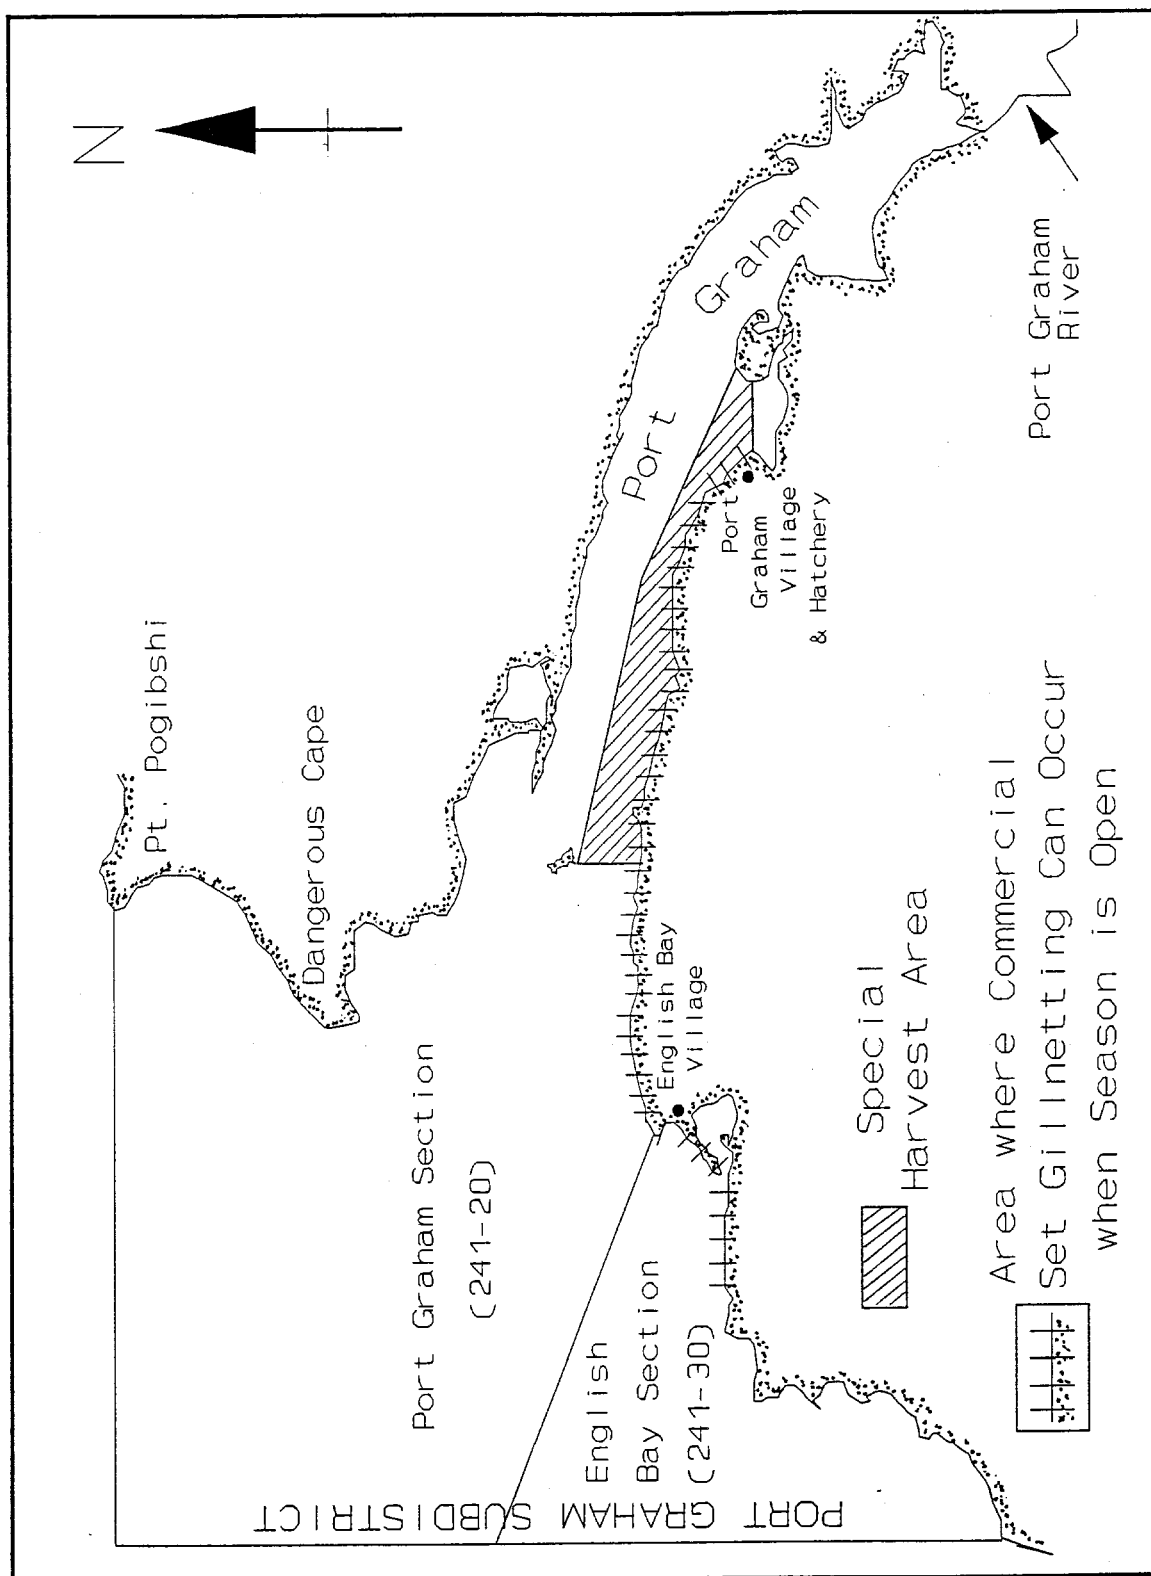 N
Pt. Pogibshi
Dangerous Cape
Port Graham Section
(241-20)
Port Graham
English Bay
Village
Port
Graham
Village
& Hatchery
Port Graham
River
English
Bay Section
(241-30)
PORT GRAHAM SUBDISTRICT
Special
Harvest Area
Area where Commercial
Set Gillnetting Can Occur
when Season is Open